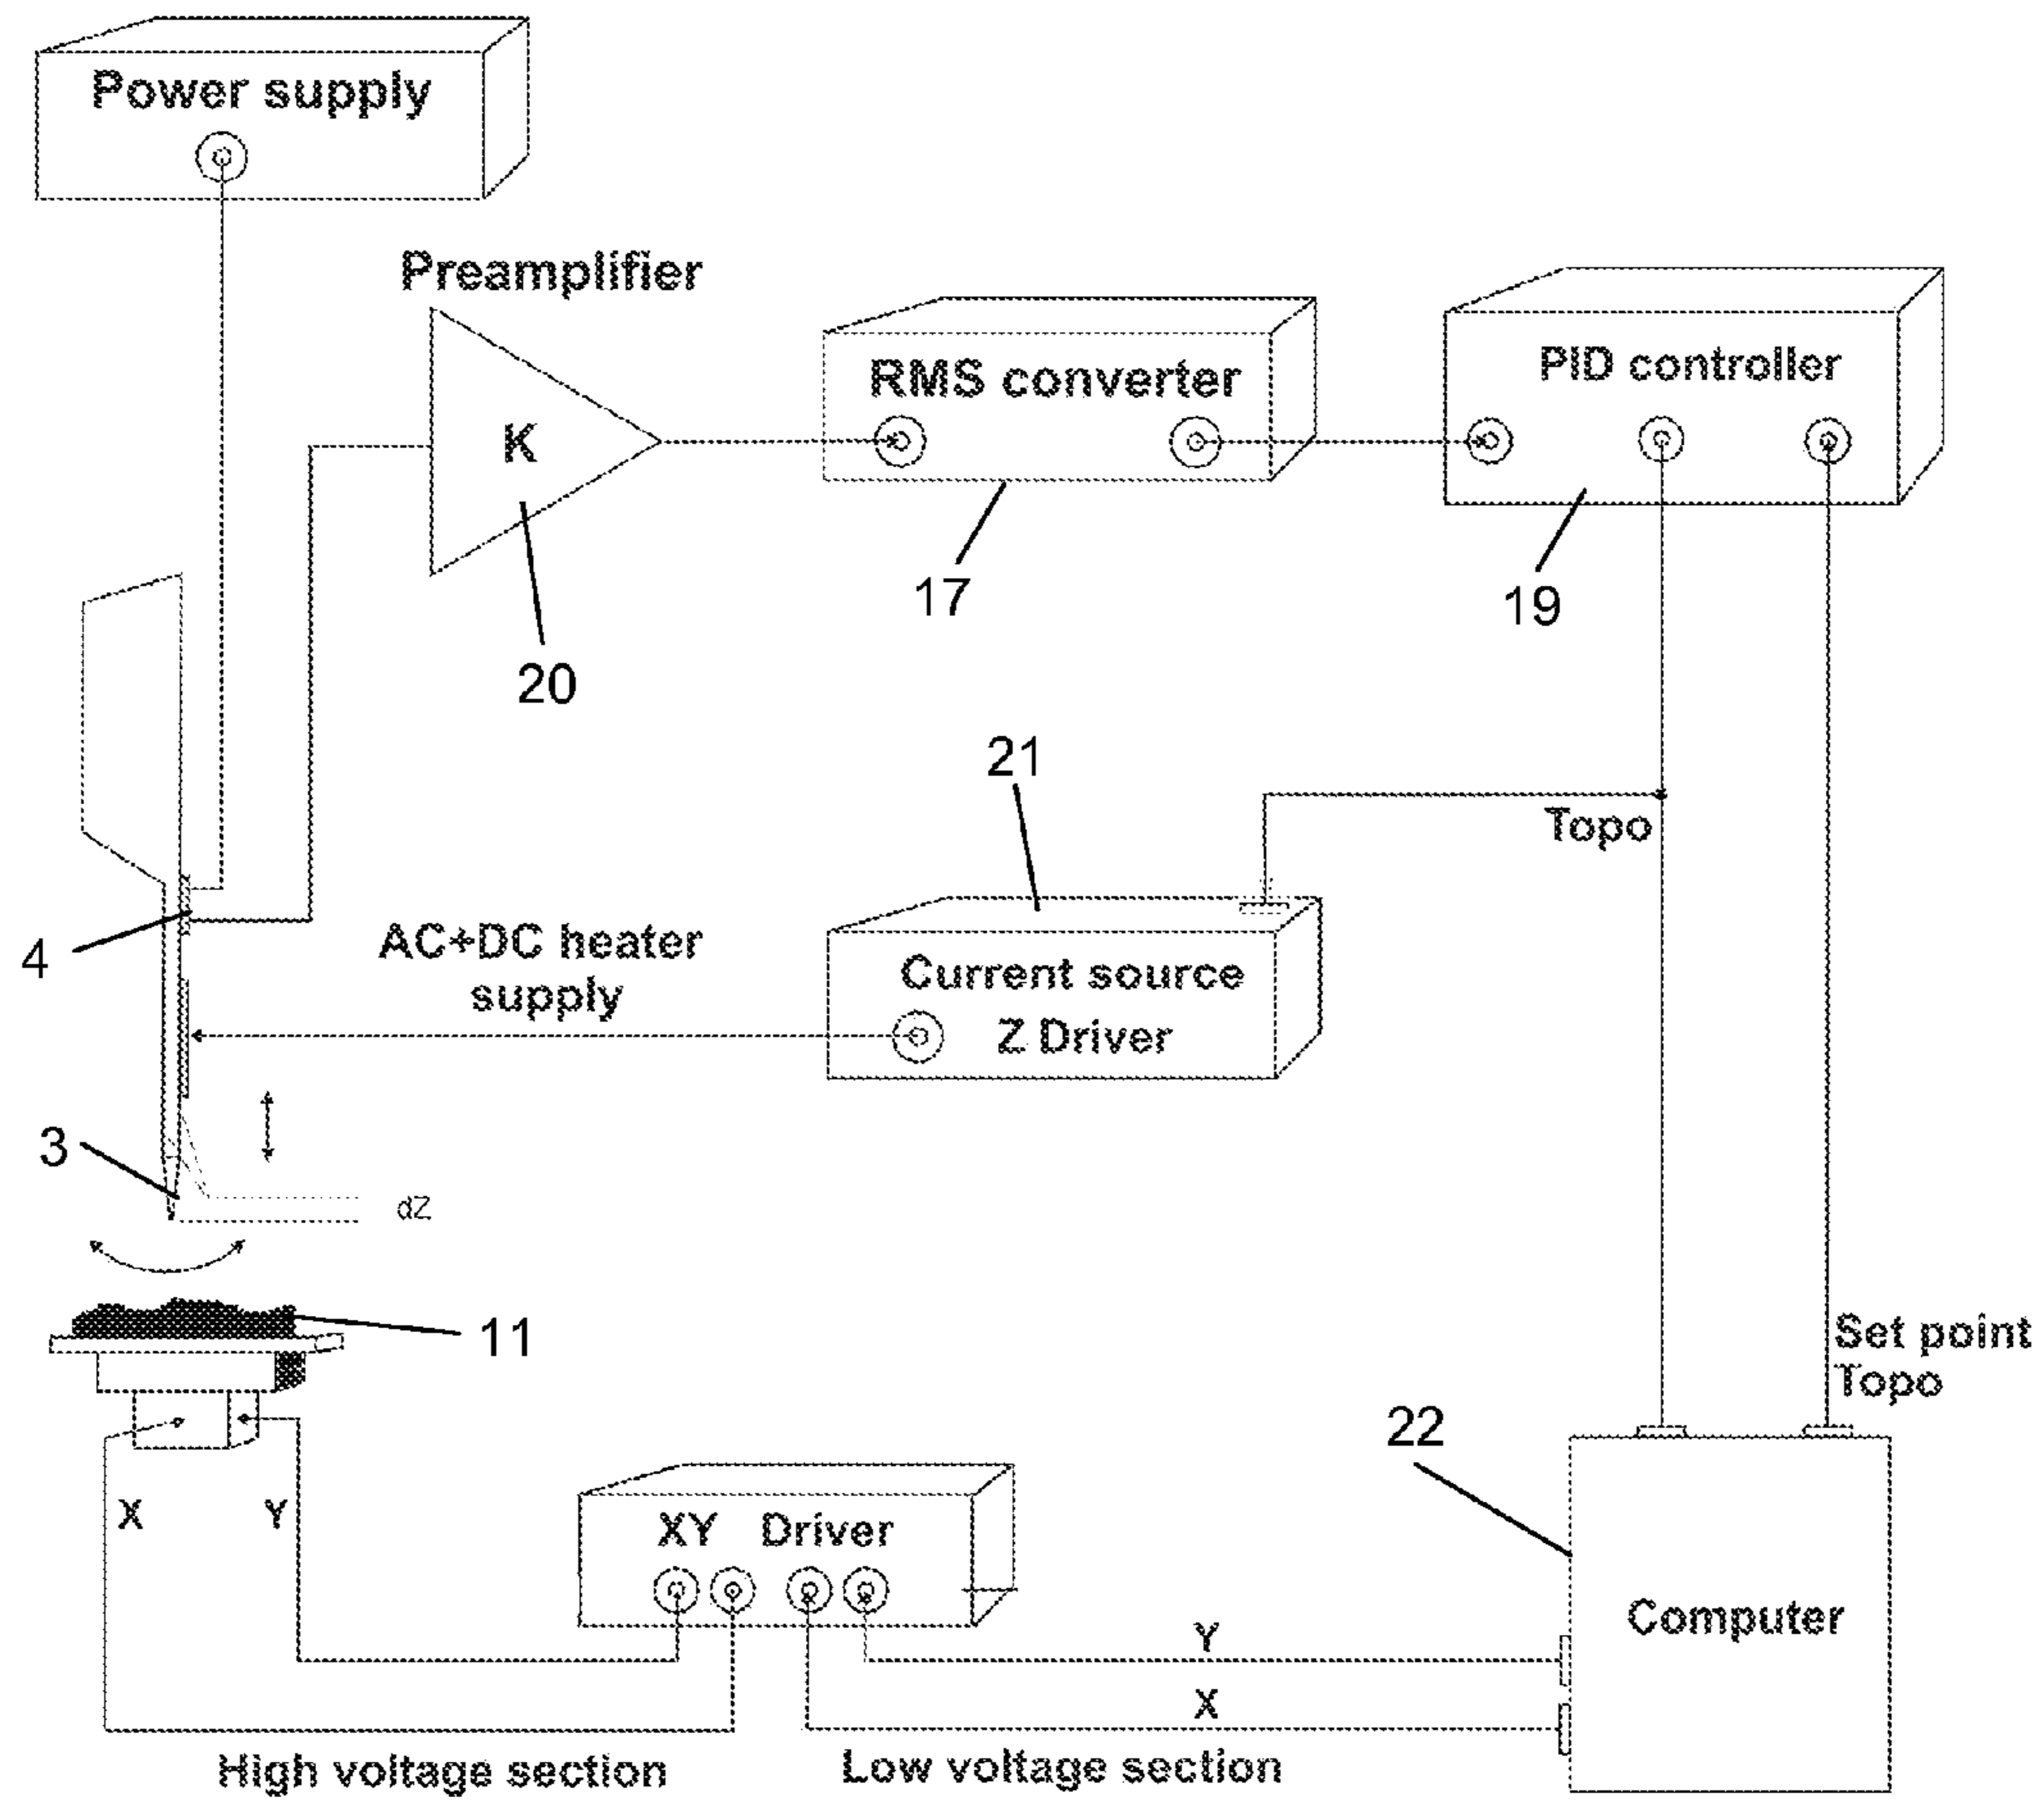 Power supply
Preamplifier
K
20
RMS converter
17
PID controller
19
21
Topo
4
AC+DC heater
supply
Current source
Z Driver
3
dZ
11
Set point
Topo
22
X
Y
XY Driver
Computer
Y
X
High voltage section
Low voltage section